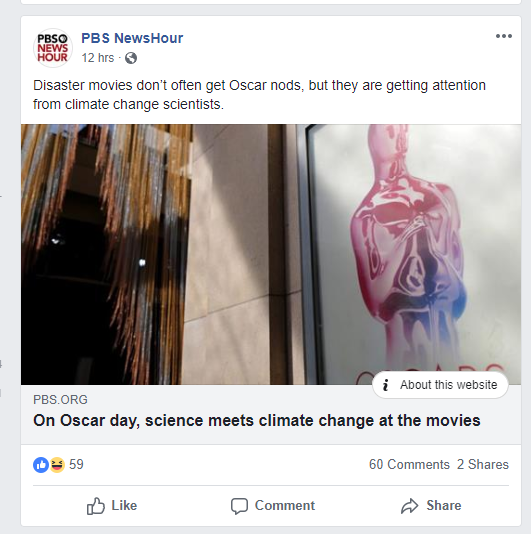 PBS
NEWS
HOUR
PBS NewsHour
12 hrs ·
Disaster movies don't often get Oscar nods, but they are getting attention
from climate change scientists.
About this website
PBS.ORG
On Oscar day, science meets climate change at the movies
59
60 Comments 2 Shares
Like
Comment
Share